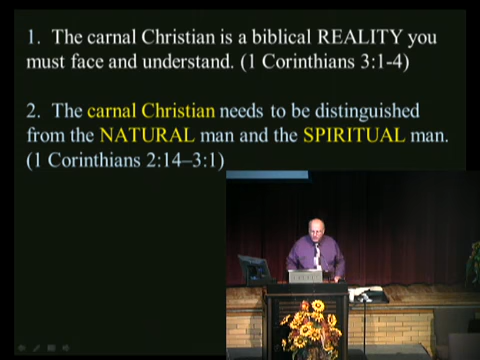 1. The carnal Christian is a biblical REALITY you
must face and understand. (1 Corinthians 3:1-4)
2. The carnal Christian needs to be distinguished
from the NATURAL man and the SPIRITUAL man.
(1 Corinthians 2:14–3:1)